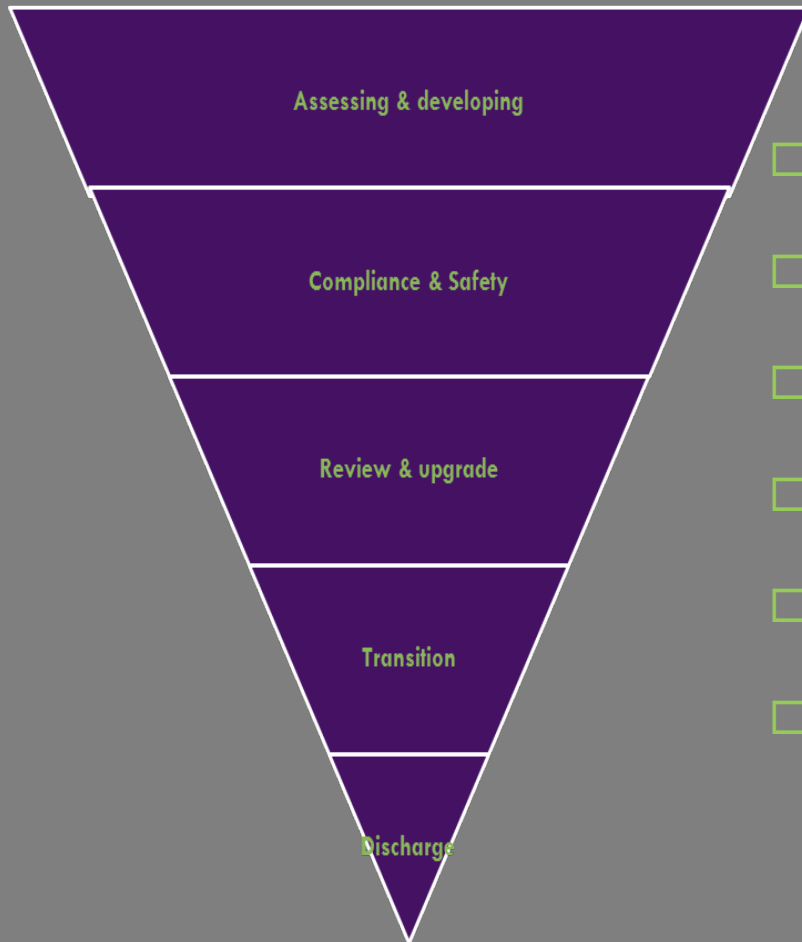 Assessing & developing
Compliance & Safety
Review & upgrade
Transition
Discharge